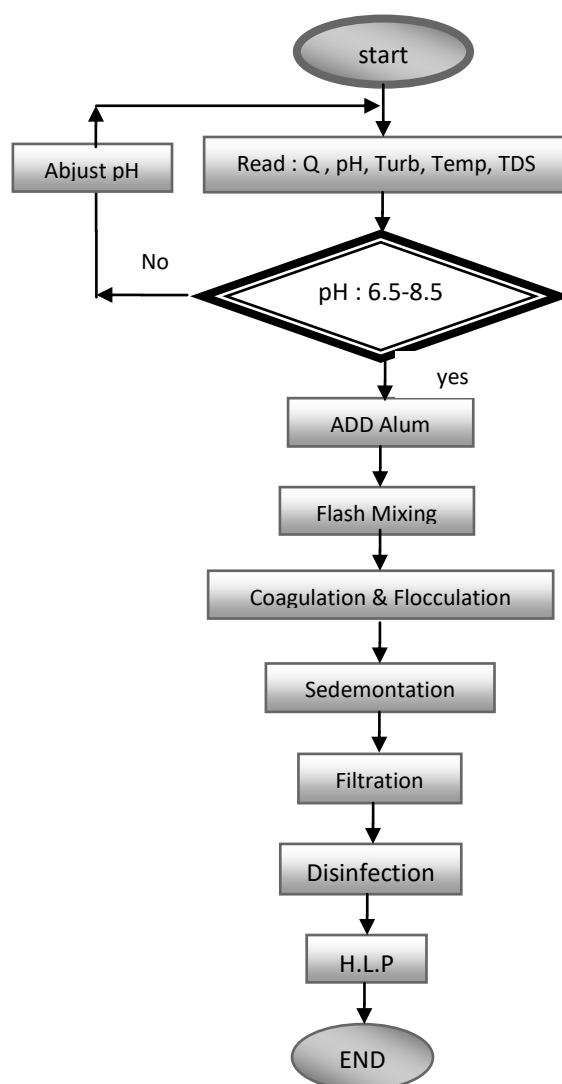 start
Read : Q , pH, Turb, Temp, TDS
Abjust pH
No
pH : 6.5-8.5
yes
ADD Alum
Flash Mixing
Coagulation & Flocculation
Sedemontation
Filtration
Disinfection
H.L.P
END